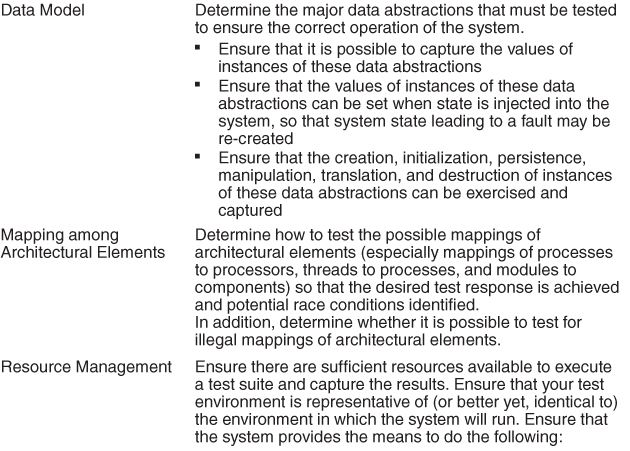 Data Model
Determine the major data abstractions that must be tested
to ensure the correct operation of the system.
▪ Ensure that it is possible to capture the values of
instances of these data abstractions
▪ Ensure that the values of instances of these data
abstractions can be set when state is injected into the
system, so that system state leading to a fault may be
re-created
▪ Ensure that the creation, initialization, persistence,
manipulation, translation, and destruction of instances
of these data abstractions can be exercised and
captured
Mapping among
Architectural Elements
Determine how to test the possible mappings of
architectural elements (especially mappings of processes
to processors, threads to processes, and modules to
components) so that the desired test response is achieved
and potential race conditions identified.
In addition, determine whether it is possible to test for
illegal mappings of architectural elements.
Resource Management
Ensure there are sufficient resources available to execute
a test suite and capture the results. Ensure that your test
environment is representative of (or better yet, identical to)
the environment in which the system will run. Ensure that
the system provides the means to do the following: